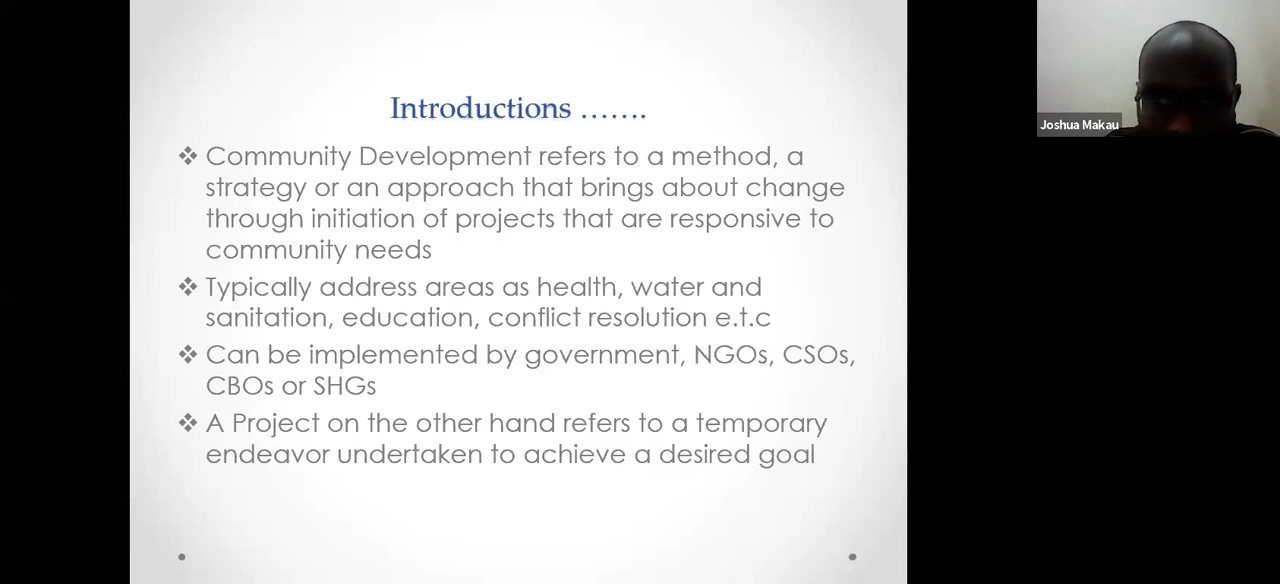 Introductions …….
❖ Community Development refers to a method, a
strategy or an approach that brings about change
through initiation of projects that are responsive to
community needs
❖ Typically address areas as health, water and
sanitation, education, conflict resolution e.t.c
❖ Can be implemented by government, NGOs, CSOs,
CBOs or SHGs
❖ A Project on the other hand refers to a temporary
endeavor undertaken to achieve a desired goal
Joshua Makau